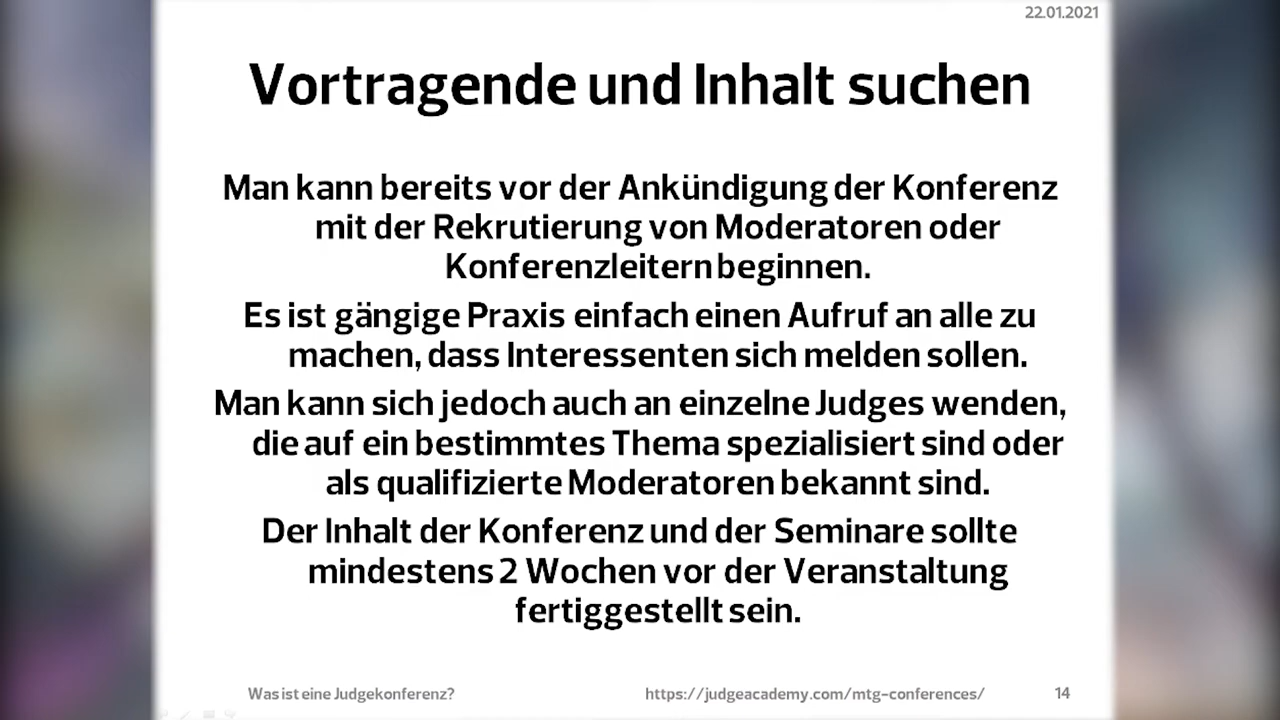 22.01.2021
Vortragende und Inhalt suchen
Man kann bereits vor der Ankündigung der Konferenz
mit der Rekrutierung von Moderatoren oder
Konferenzleitern beginnen.
Es ist gängige Praxis einfach einen Aufruf an alle zu
machen, dass Interessenten sich melden sollen.
Man kann sich jedoch auch an einzelne Judges wenden,
die auf ein bestimmtes Thema spezialisiert sind oder
als qualifizierte Moderatoren bekannt sind.
Der Inhalt der Konferenz und der Seminare sollte
mindestens 2 Wochen vor der Veranstaltung
fertiggestellt sein.
Was ist eine Judgekonferenz? https://judgeacademy.com/mtg-conferences/ 14